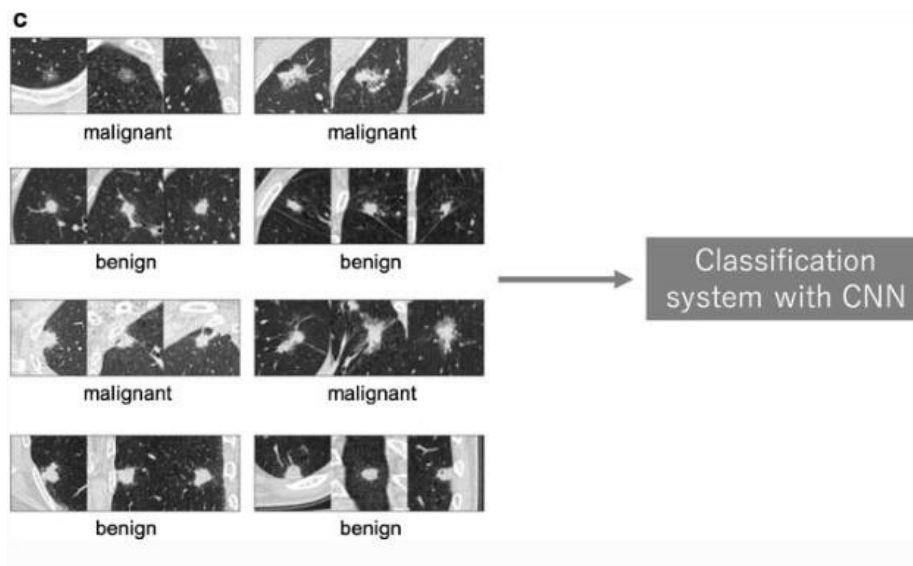 c
malignant
malignant
benign
benign
malignant
malignant
benign
benign
Classification
system with CNN